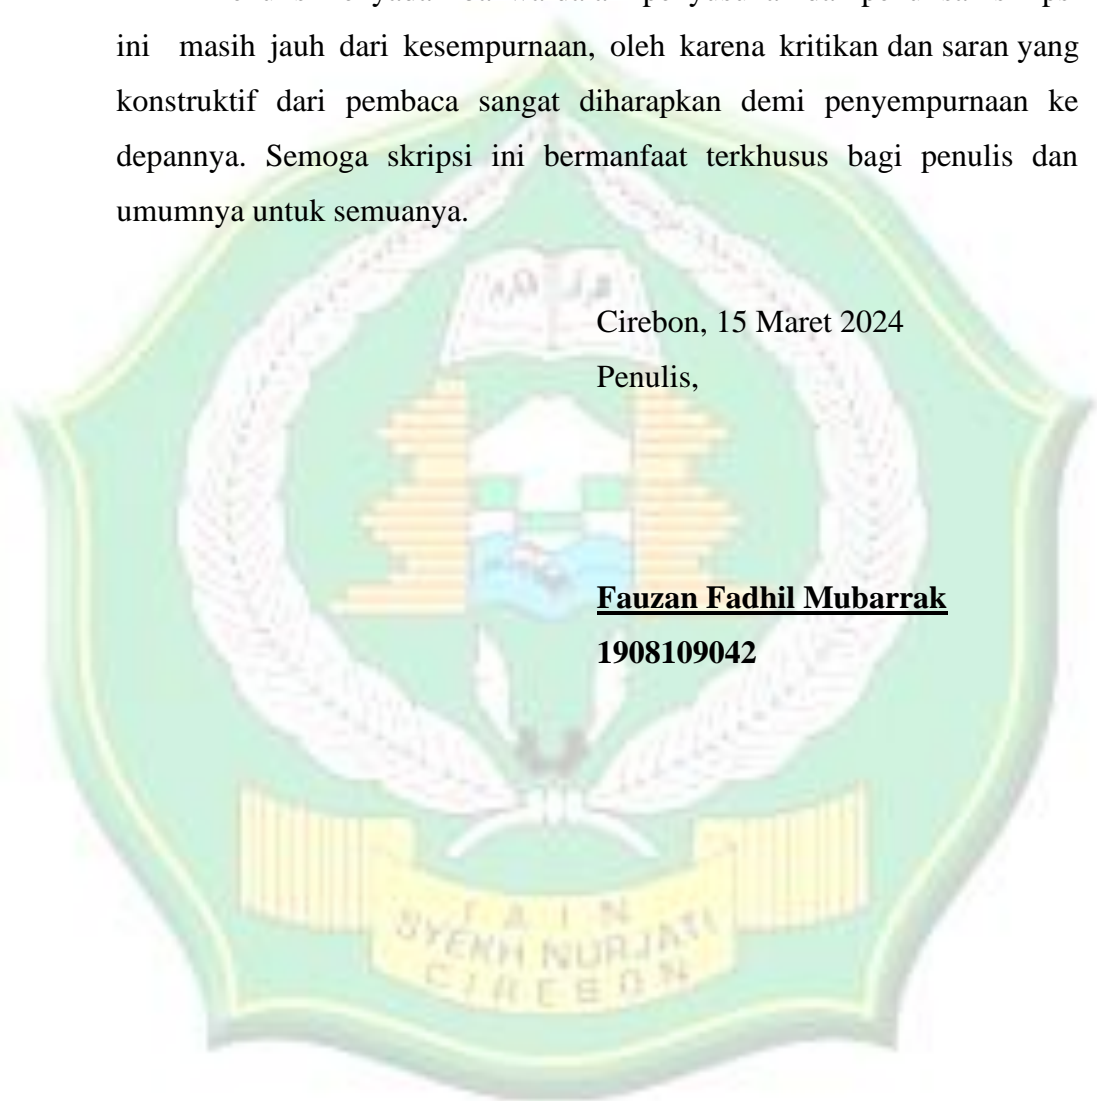 ini masih jauh dari kesempurnaan, oleh karena kritikan dan saran yang
konstruktif dari pembaca sangat diharapkan demi penyempurnaan ke
depannya. Semoga skripsi ini bermanfaat terkhusus bagi penulis dan
umumnya untuk semuanya.
Cirebon, 15 Maret 2024
Penulis,
Fauzan Fadhil Mubarrak
1908109042
IAIN
SYEKH NURJATI
CIREBON